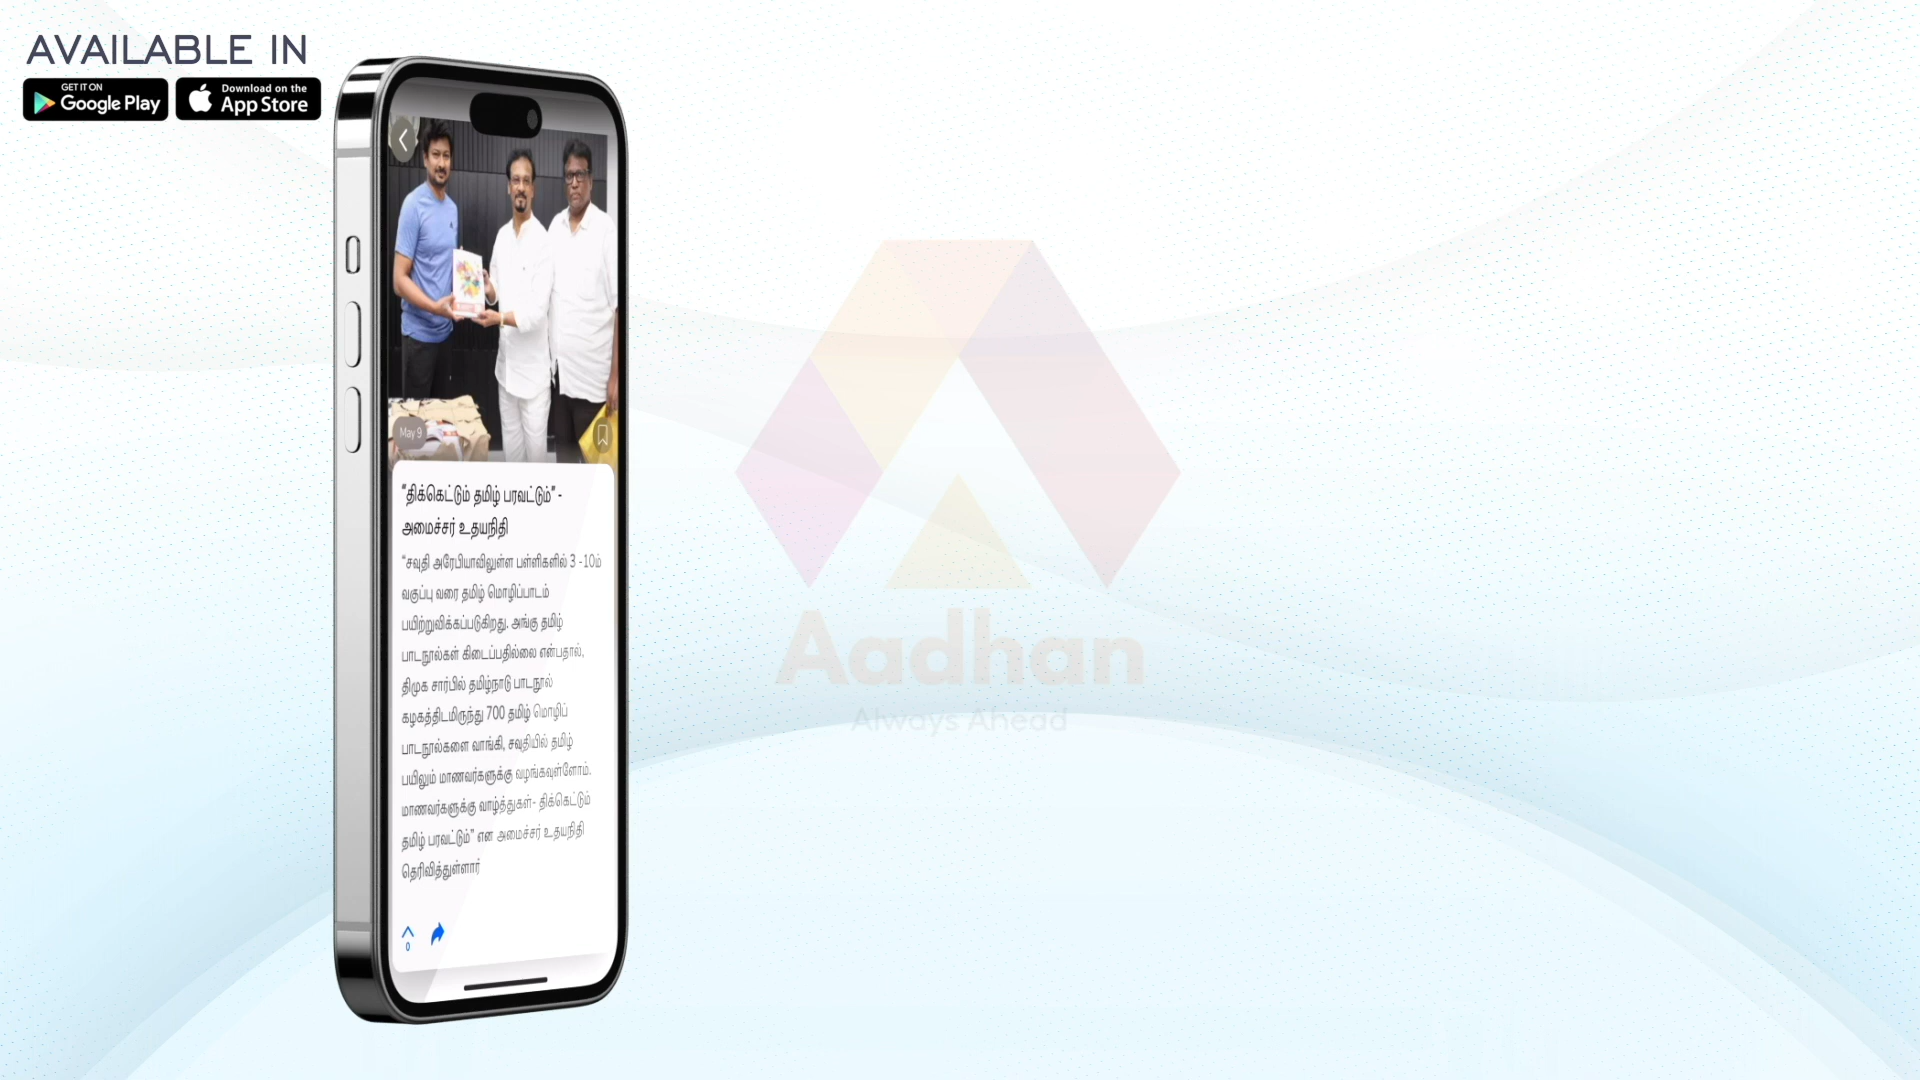 AVAILABLE IN
GET IT ON
Google Play
Download on the
App Store
May 9
“திக்கெட்டும் தமிழ் பரவட்டும்” -
அமைச்சர் உதயநிதி
“சவுதி அரேபியாவிலுள்ள பள்ளிகளில் 3 -10ம்
வகுப்பு வரை தமிழ் மொழிப்பாடம்
பயிற்றுவிக்கப்படுகிறது. அங்கு தமிழ்
பாடநூல்கள் கிடைப்பதில்லை என்பதால்,
திமுக சார்பில் தமிழ்நாடு பாடநூல்
கழகத்திடமிருந்து 700 தமிழ் மொழிப்
பாடநூல்களை வாங்கி, சவுதியில் தமிழ்
பயிலும் மாணவர்களுக்கு வழங்கவுள்ளோம்.
மாணவர்களுக்கு வாழ்த்துகள்- திக்கெட்டும்
தமிழ் பரவட்டும்” என அமைச்சர் உதயநிதி
தெரிவித்துள்ளார்
0
Aadhan
Always Ahead